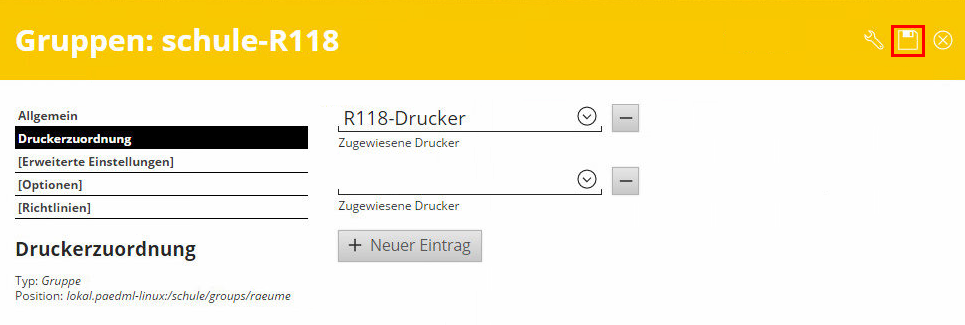 Gruppen: schule-R118
Allgemein
Druckerzuordnung
[Erweiterte Einstellungen]
[Optionen]
[Richtlinien]
Druckerzuordnung
Typ: Gruppe
Position: lokal.paedml-linux:/schule/groups/raeume
R118-Drucker
Zugewiesene Drucker
Zugewiesene Drucker
+ Neuer Eintrag